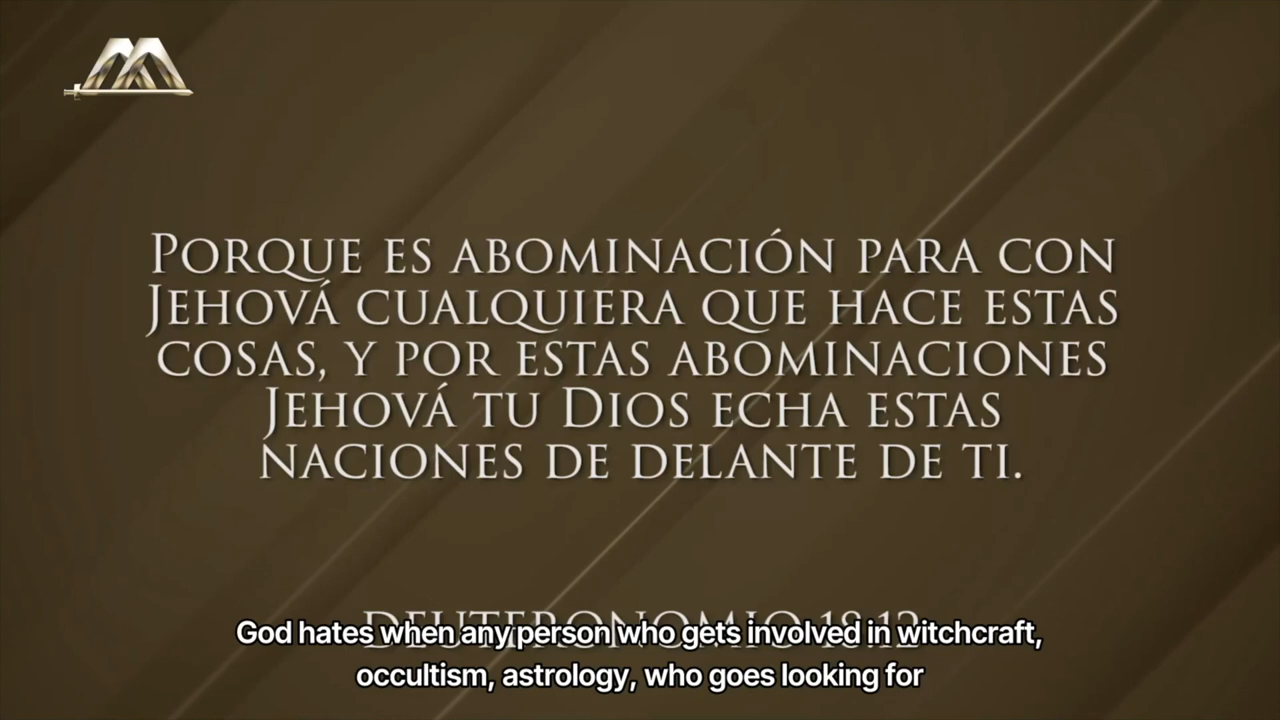 Porque es abominación para con
Jehová cualquiera que hace estas
cosas, y por estas abominaciones
Jehová tu Dios echa estas
naciones de delante de ti.
Deuteronomio 18:12
God hates when any person who gets involved in witchcraft,
occultism, astrology, who goes looking for